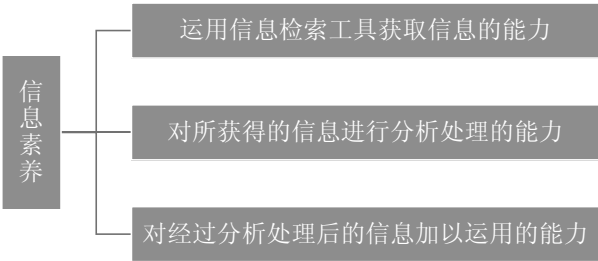 信息素养
运用信息检索工具获取信息的能力
对所获得的信息进行分析处理的能力
对经过分析处理后的信息加以运用的能力